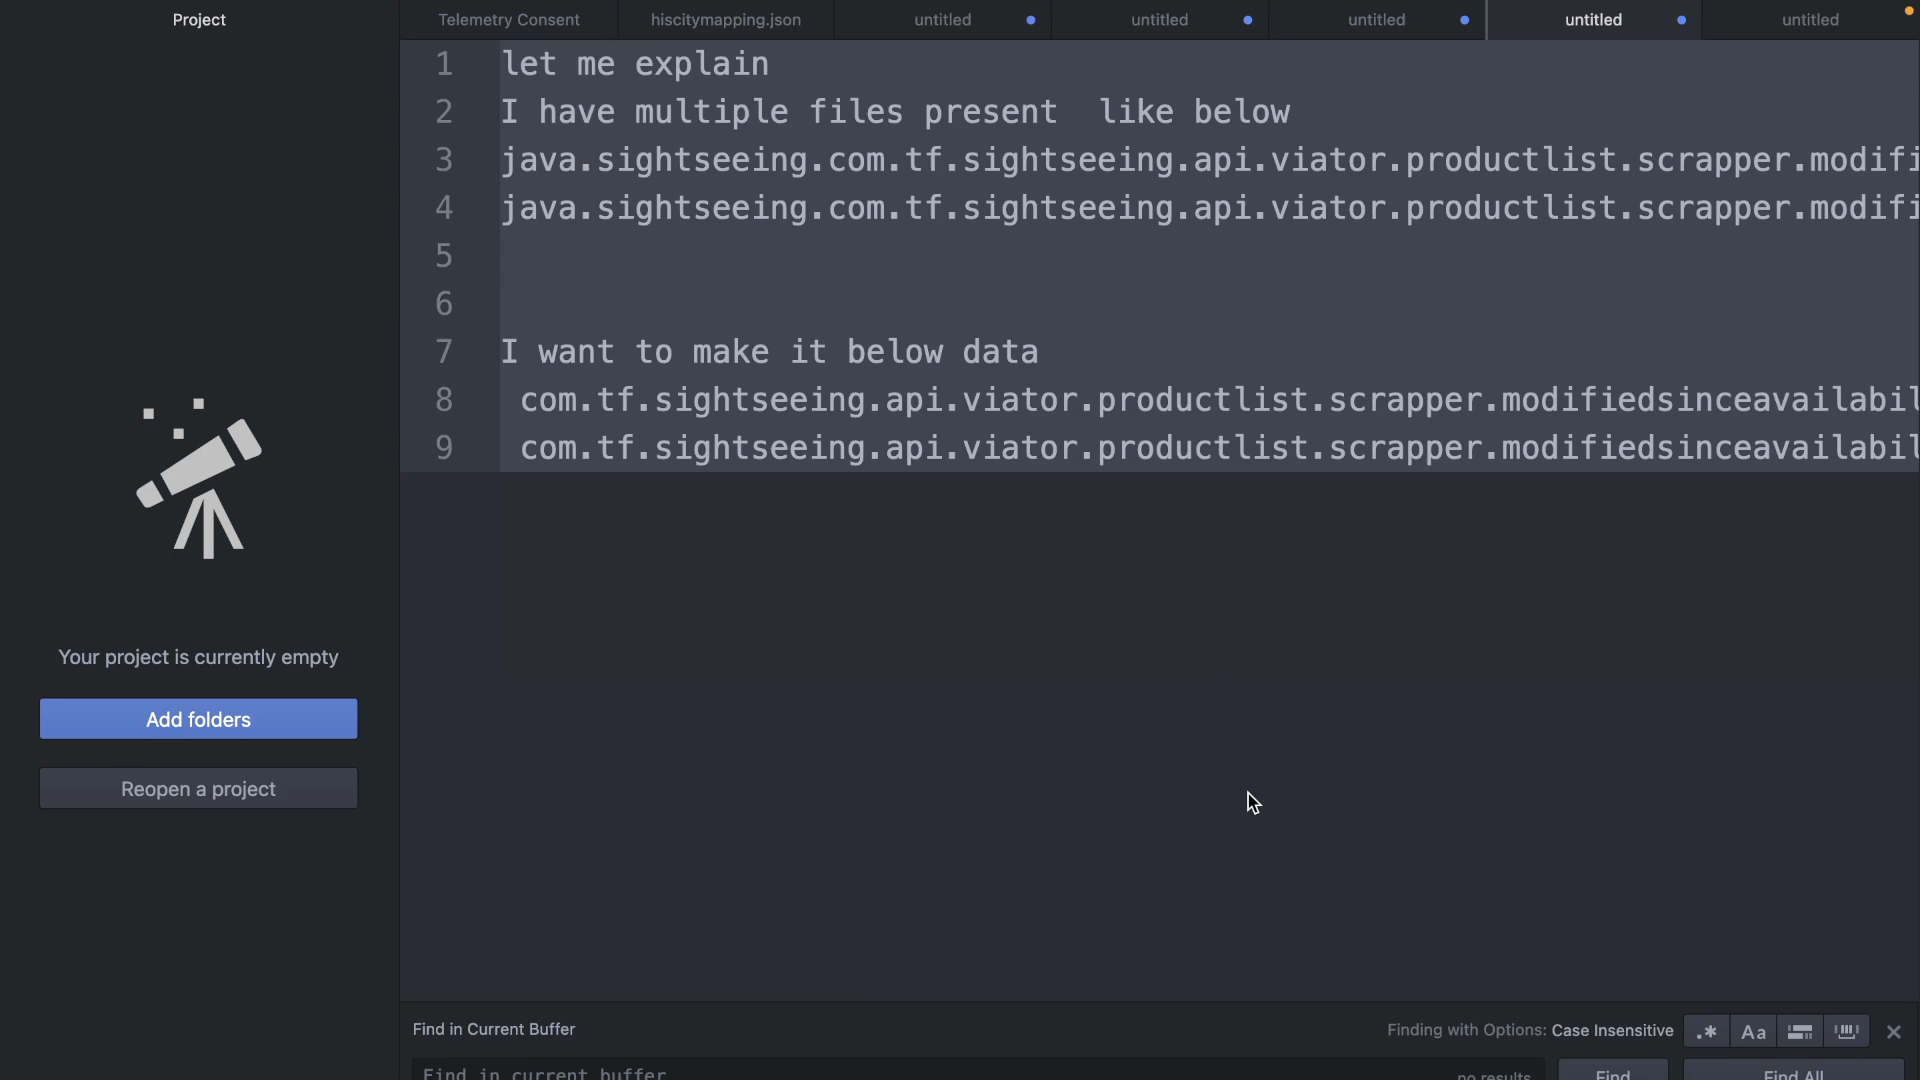 Project
Telemetry Consent
hiscitymapping.json
untitled
untitled
untitled
untitled
untitled
1 let me explain
2 I have multiple files present  like below
3 java.sightseeing.com.tf.sightseeing.api.viator.productlist.scrapper.modifi
4 java.sightseeing.com.tf.sightseeing.api.viator.productlist.scrapper.modifi
5
6
7 I want to make it below data
8 com.tf.sightseeing.api.viator.productlist.scrapper.modifiedsinceavailabil
9 com.tf.sightseeing.api.viator.productlist.scrapper.modifiedsinceavailabil
Your project is currently empty
Add folders
Reopen a project
Find in Current Buffer
Finding with Options: Case Insensitive
.*
Aa
Find in current buffer
no results
Find
Find All